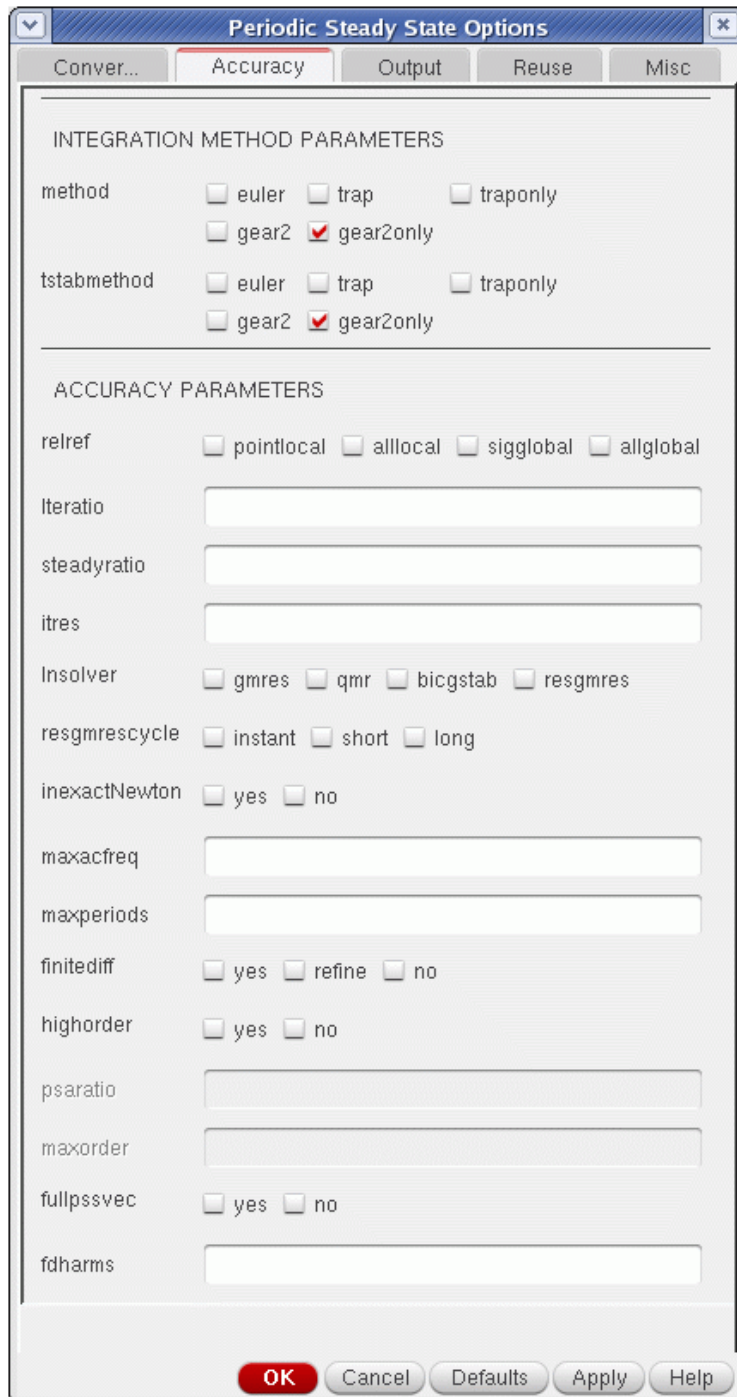 Periodic Steady State Options
Conver... Accuracy Output Reuse Misc
INTEGRATION METHOD PARAMETERS
method euler trap traponly
gear2 gear2only
tstabmethod euler trap traponly
gear2 gear2only
ACCURACY PARAMETERS
relref pointlocal alllocal sigglobal allglobal
lteratio
steadyratio
itres
lnsolver gmres qmr bicgstab resgmres
resgmrescycle instant short long
inexactNewton yes no
maxacfreq
maxperiods
finitediff yes refine no
highorder yes no
psaratio
maxorder
fullpssvec yes no
fdharms
OK Cancel Defaults Apply Help